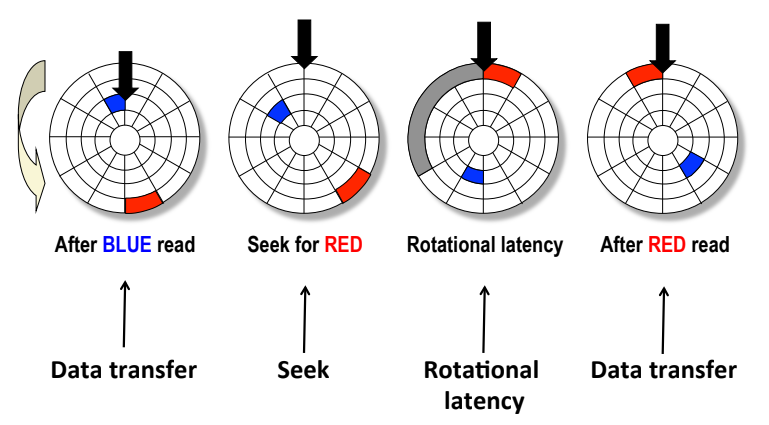 After BLUE read
Seek for RED
Rotational latency
After RED read
Data transfer
Seek
Rotational
latency
Data transfer